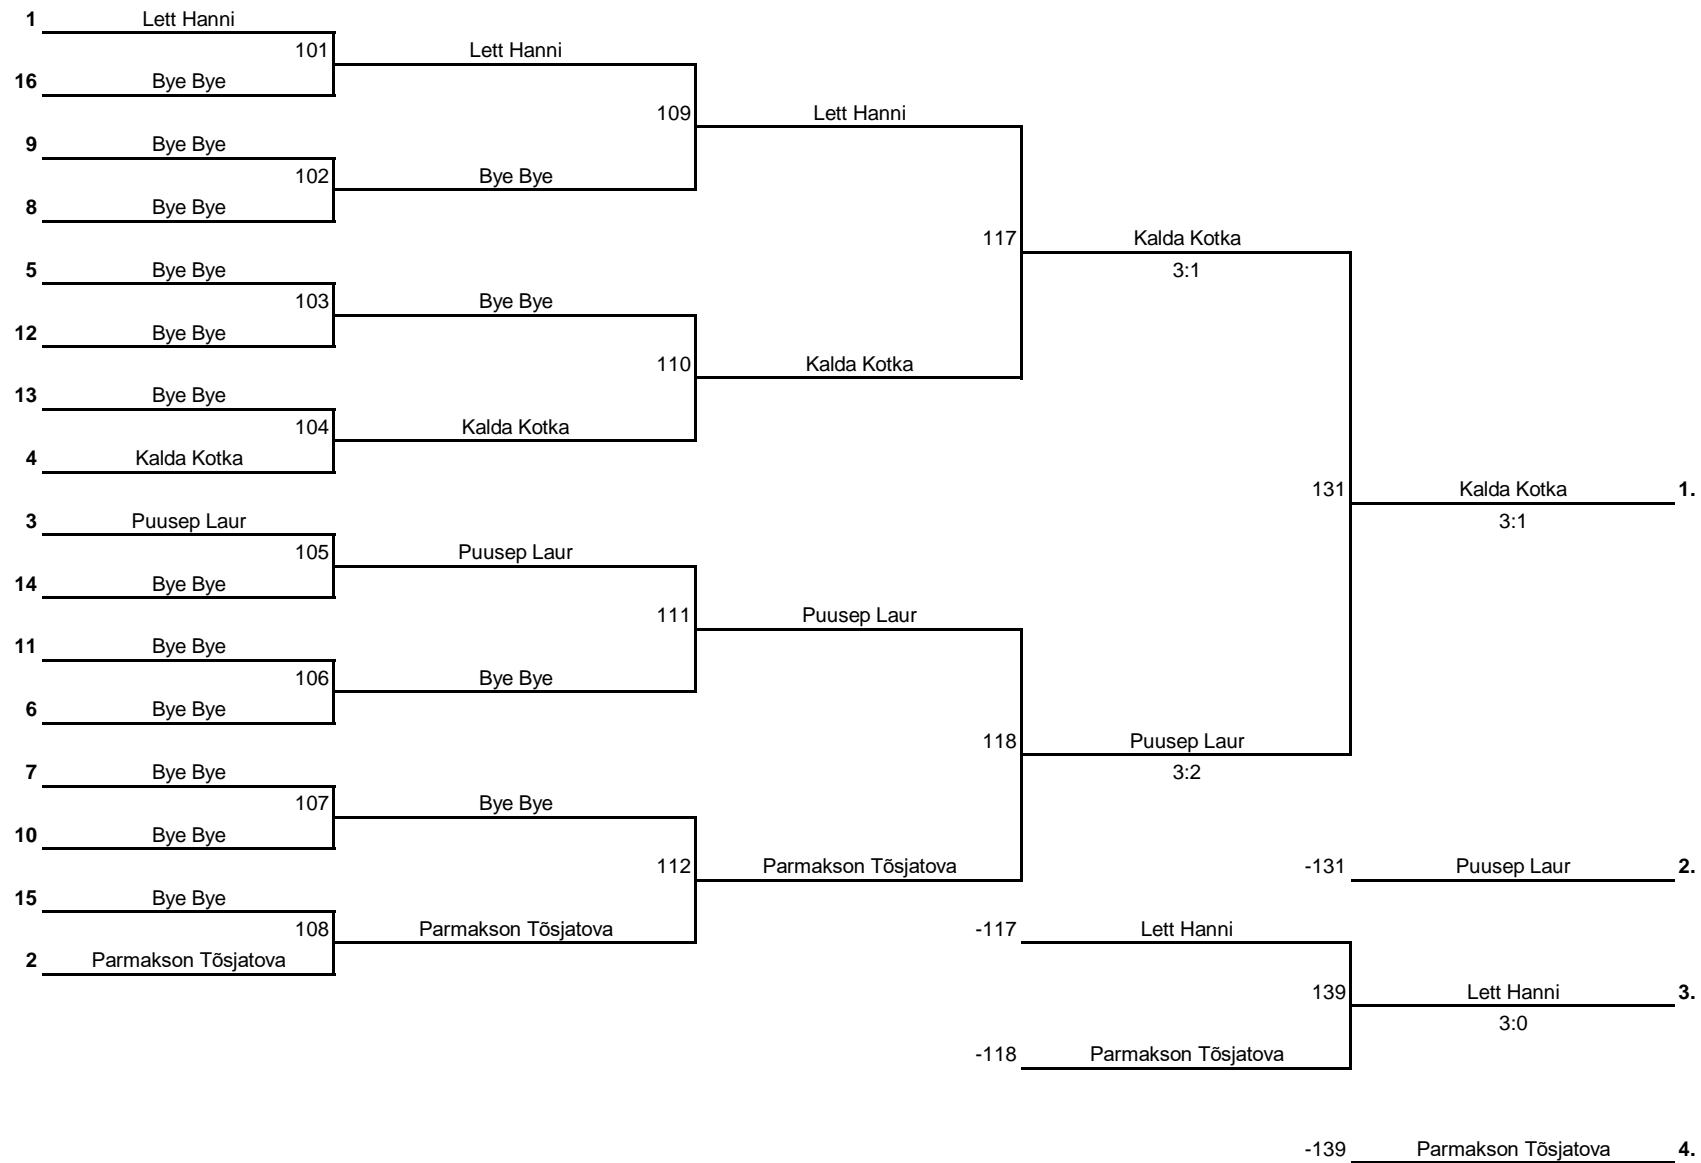 1 Lett Hanni
101 Lett Hanni
16 Bye Bye
109 Lett Hanni
9 Bye Bye
102 Bye Bye
8 Bye Bye
117 Kalda Kotka
3:1
5 Bye Bye
103 Bye Bye
12 Bye Bye
110 Kalda Kotka
13 Bye Bye
104 Kalda Kotka
4 Kalda Kotka
131 Kalda Kotka 1.
3:1
3 Puusep Laur
105 Puusep Laur
14 Bye Bye
111 Puusep Laur
11 Bye Bye
106 Bye Bye
6 Bye Bye
118 Puusep Laur
3:2
7 Bye Bye
107 Bye Bye
10 Bye Bye
112 Parmakson Tõsjatova
-131 Puusep Laur 2.
15 Bye Bye
108 Parmakson Tõsjatova
2 Parmakson Tõsjatova
-117 Lett Hanni
139 Lett Hanni 3.
3:0
-118 Parmakson Tõsjatova
-139 Parmakson Tõsjatova 4.